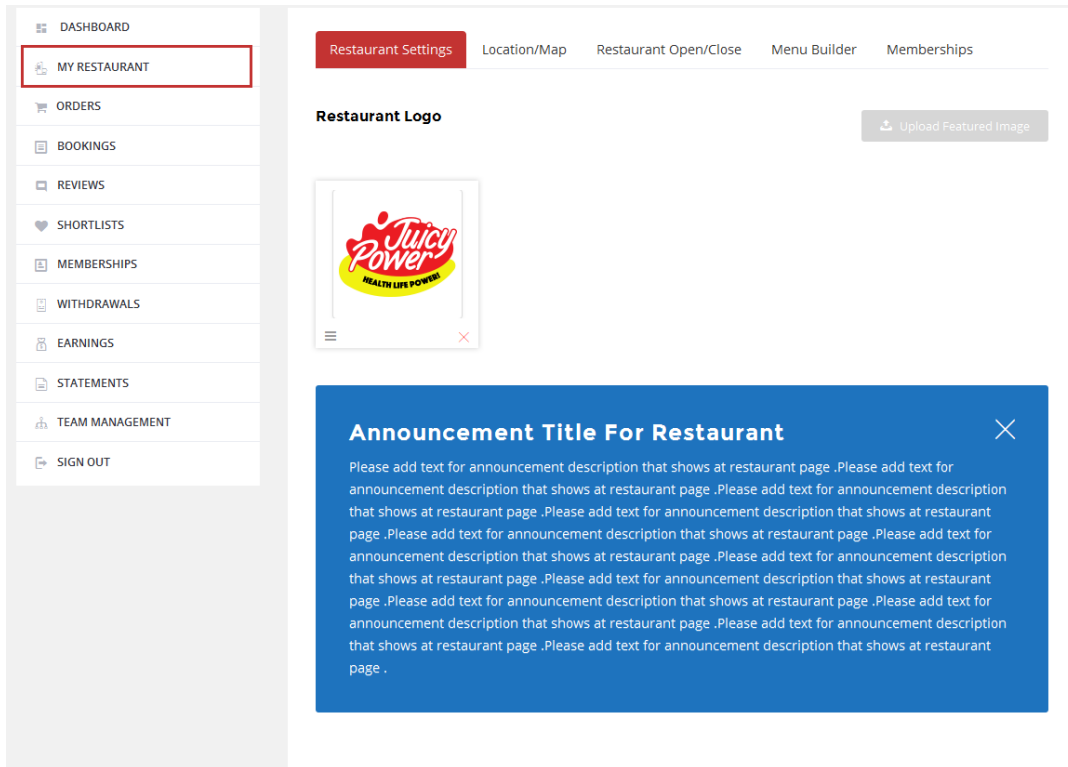 DASHBOARD
MY RESTAURANT
ORDERS
BOOKINGS
REVIEWS
SHORTLISTS
MEMBERSHIPS
WITHDRAWALS
EARNINGS
STATEMENTS
TEAM MANAGEMENT
SIGN OUT
Restaurant Settings Location/Map Restaurant Open/Close Menu Builder Memberships
Restaurant Logo
Upload Featured Image
Juicy
Power
HEALTH LIFE POWER!
Announcement Title For Restaurant
Please add text for announcement description that shows at restaurant page .Please add text for
announcement description that shows at restaurant page .Please add text for announcement description
that shows at restaurant page .Please add text for announcement description that shows at restaurant
page .Please add text for announcement description that shows at restaurant page .Please add text for
announcement description that shows at restaurant page .Please add text for announcement description
that shows at restaurant page .Please add text for announcement description that shows at restaurant
page .Please add text for announcement description that shows at restaurant page .Please add text for
announcement description that shows at restaurant page .Please add text for announcement description
that shows at restaurant page .Please add text for announcement description that shows at restaurant
page .